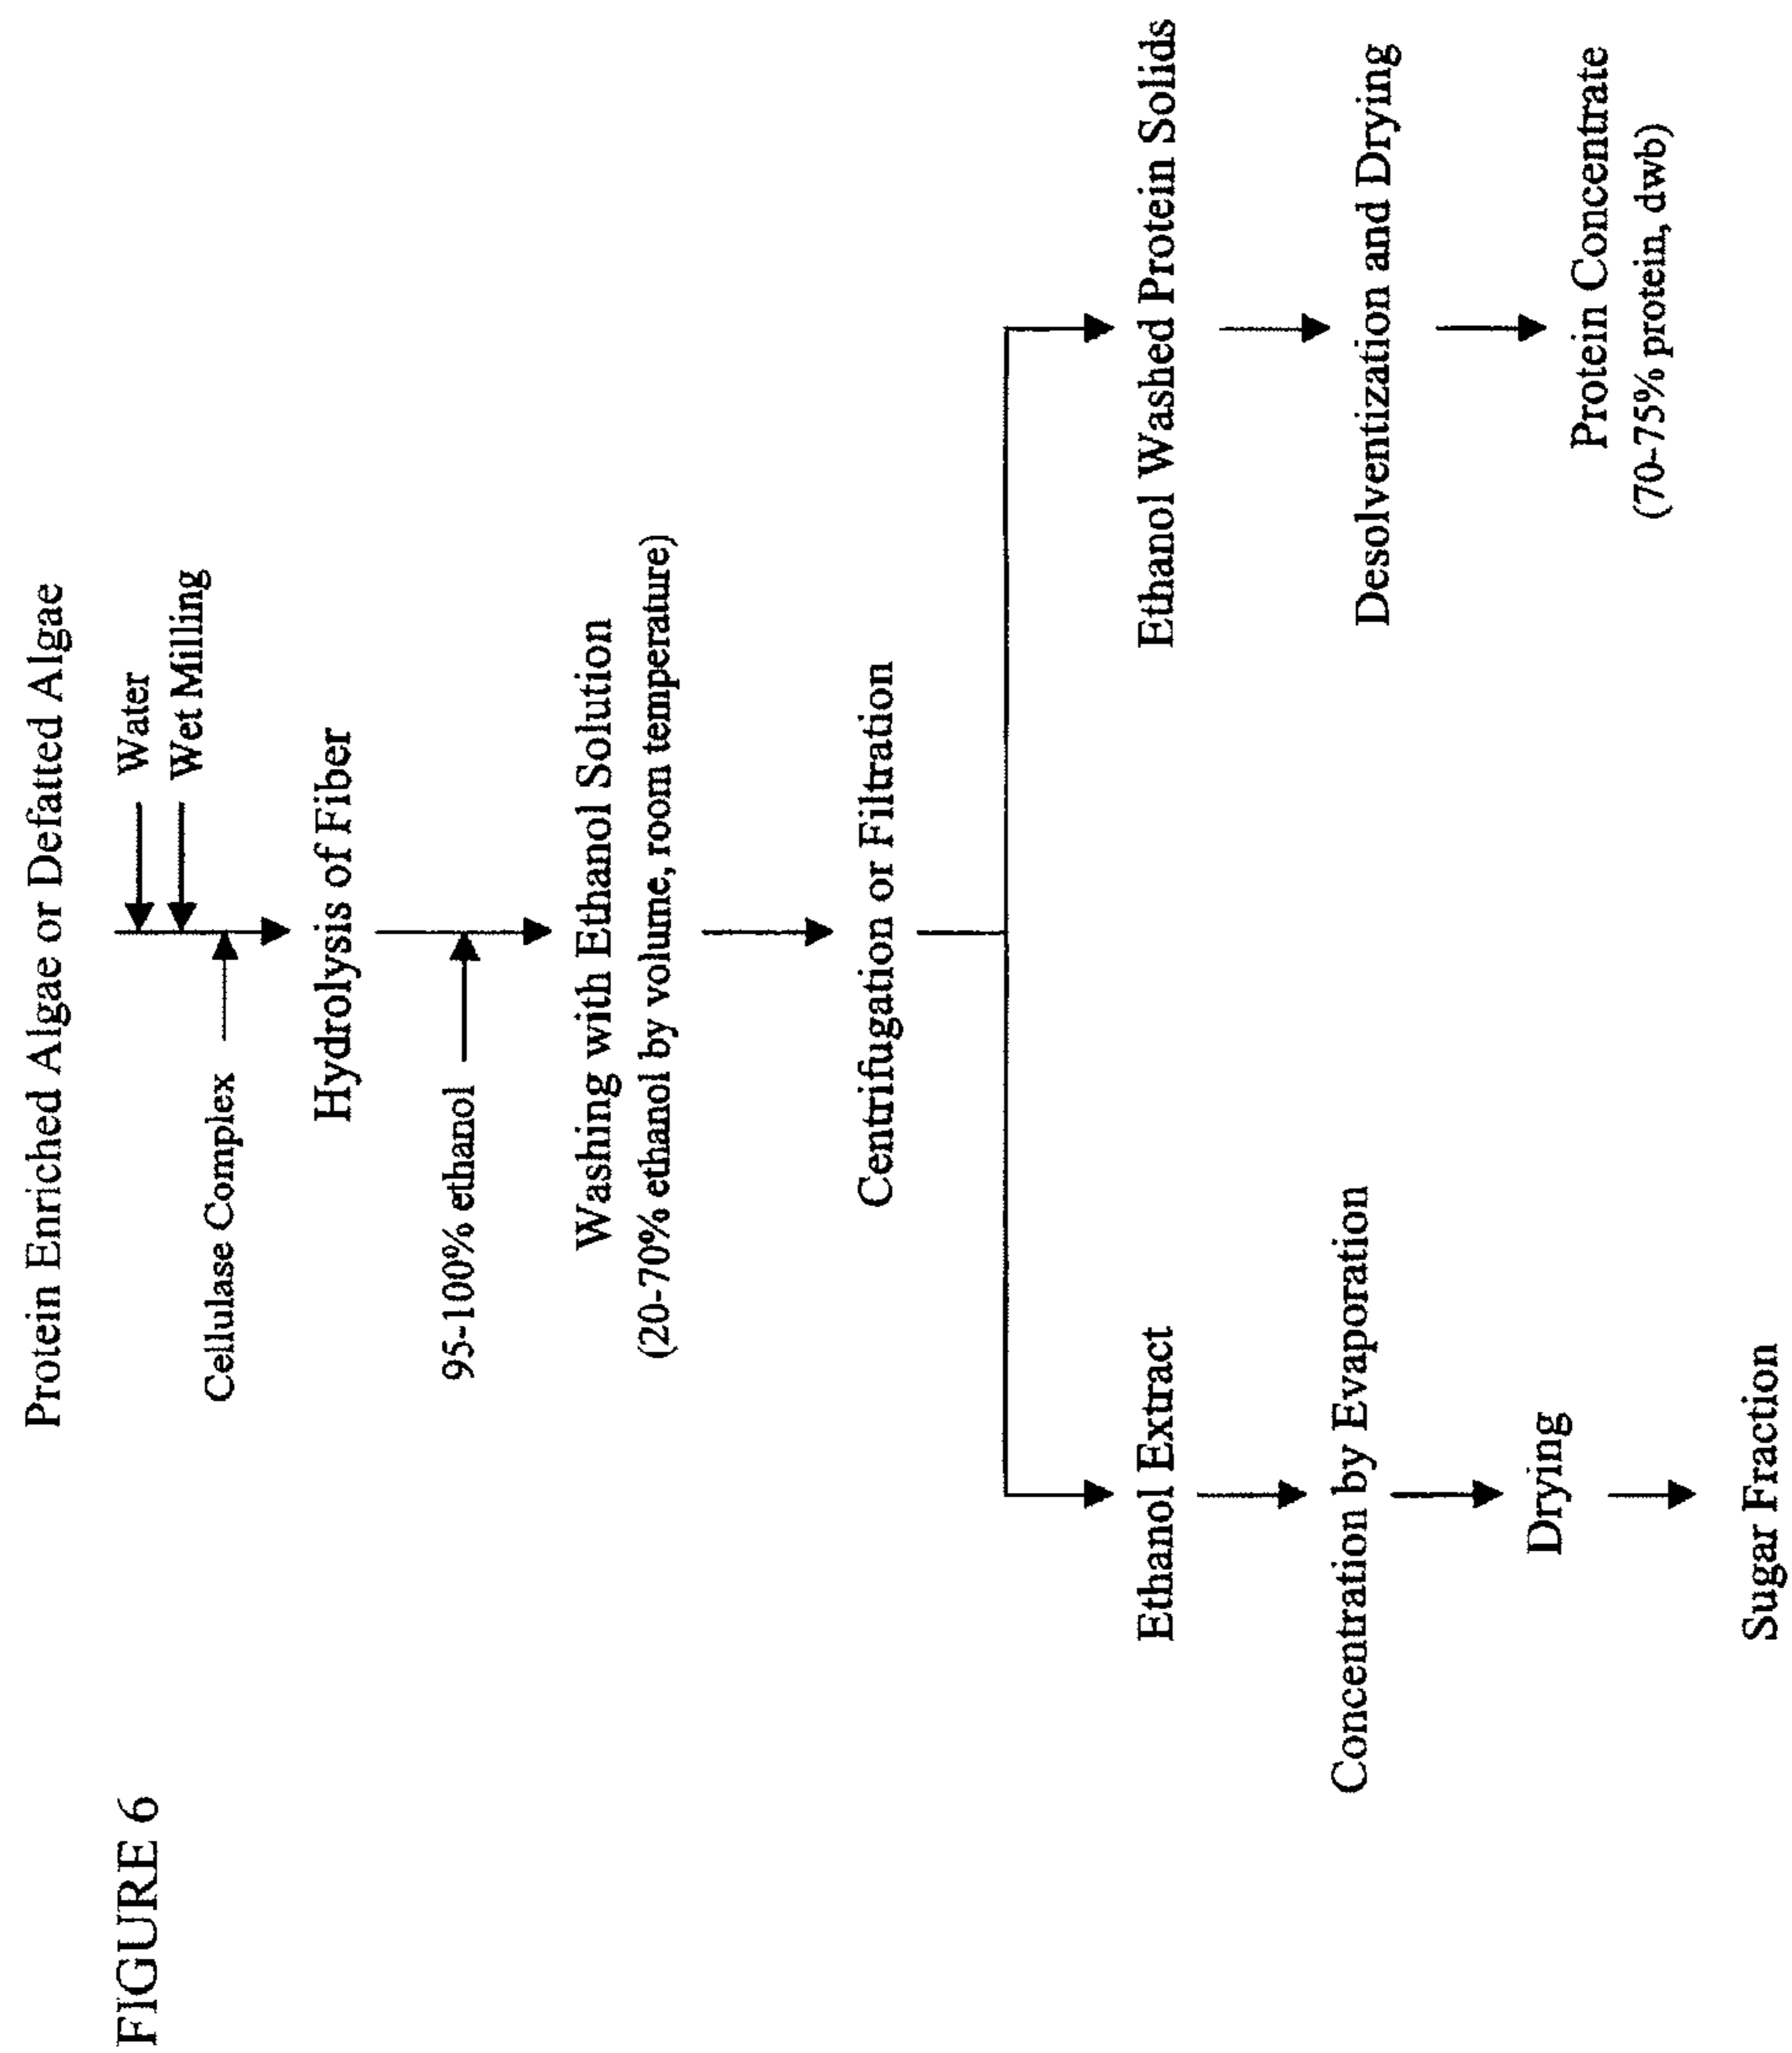 FIGURE 6
Protein Enriched Algae or Defatted Algae
Water
Wet Milling
Cellulase Complex
Hydrolysis of Fiber
95-100% ethanol
Washing with Ethanol Solution
(20-70% ethanol by volume, room temperature)
Centrifugation or Filtration
Ethanol Extract
Ethanol Washed Protein Solids
Concentration by Evaporation
Desolventization and Drying
Drying
Protein Concentrate
(70-75% protein, dwb)
Sugar Fraction